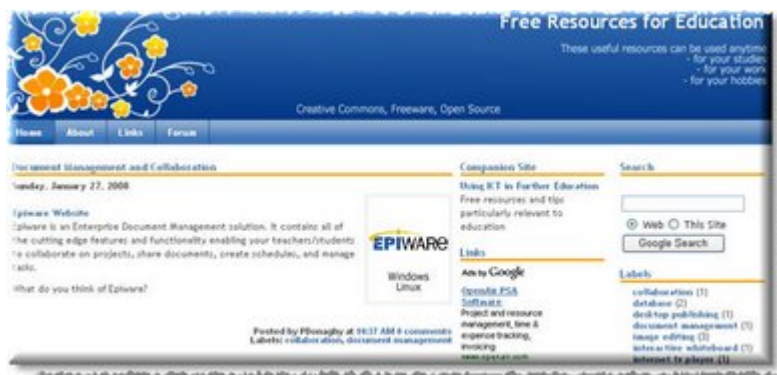 Free Resources for Education
These useful resources can be used anytime
- for your studies
- for your work
- for your hobbies
Creative Commons, Freeware, Open Source
Home About Links Forum
Document Management and Collaboration
Sunday, January 27, 2008
Epiware Website
Epiware is an Enterprise Document Management solution. It contains all of
the cutting edge features and functionality enabling your teachers/students
to collaborate on projects, share documents, create schedules, and manage
tasks.
What do you think of Epiware?
EPIWARE
Windows
Linux
Posted by PDonaghy at 10:37 AM 0 comments
Labels: collaboration, document management
Companion Site
Using ICT in Further Education
Free resources and tips
particularly relevant to
education
Links
Ads by Google
OpenAir PSA
Software
Project and resource
management, time &
expense tracking,
invoicing
www.openair.com
Search
Web This Site
Google Search
Labels
collaboration (1)
database (2)
desktop publishing (1)
document management (1)
image editing (3)
interactive whiteboard (1)
internet tv player (1)